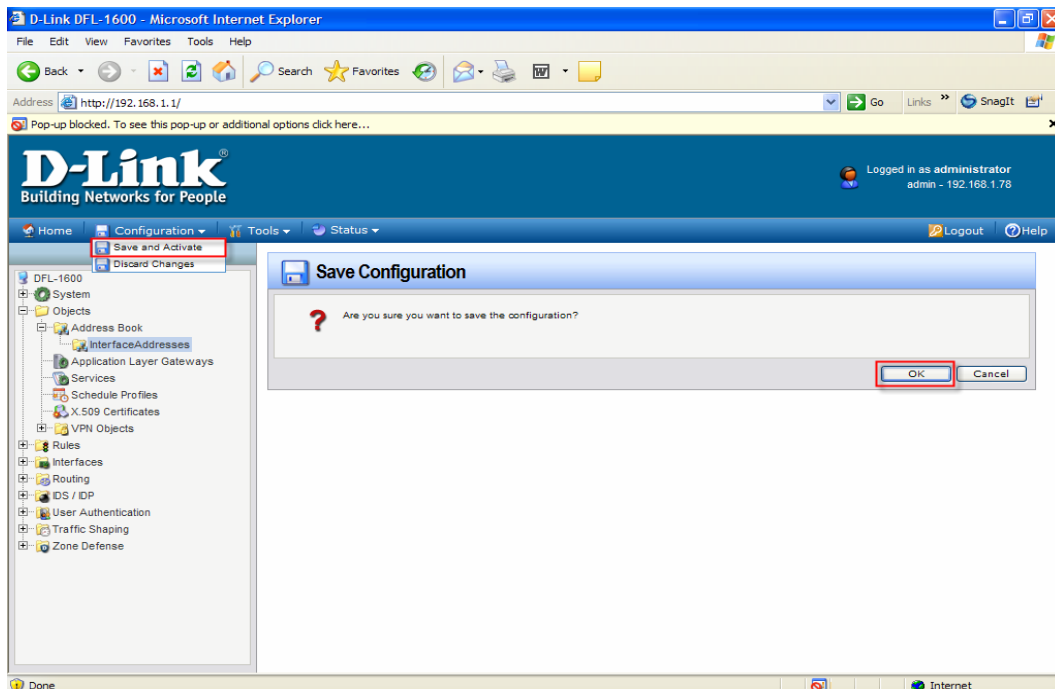 D-Link DFL-1600 - Microsoft Internet Explorer
File Edit View Favorites Tools Help
Back Search Favorites
Address http://192.168.1.1/ Go Links » SnagIt
Pop-up blocked. To see this pop-up or additional options click here...
D-Link®
Building Networks for People
Logged in as administrator
admin - 192.168.1.78
Home Configuration Tools Status Logout Help
Save and Activate
Discard Changes
DFL-1600
System
Objects
Address Book
InterfaceAddresses
Application Layer Gateways
Services
Schedule Profiles
X.509 Certificates
VPN Objects
Rules
Interfaces
Routing
IDS / IDP
User Authentication
Traffic Shaping
Zone Defense
Save Configuration
Are you sure you want to save the configuration?
OK Cancel
Done Internet